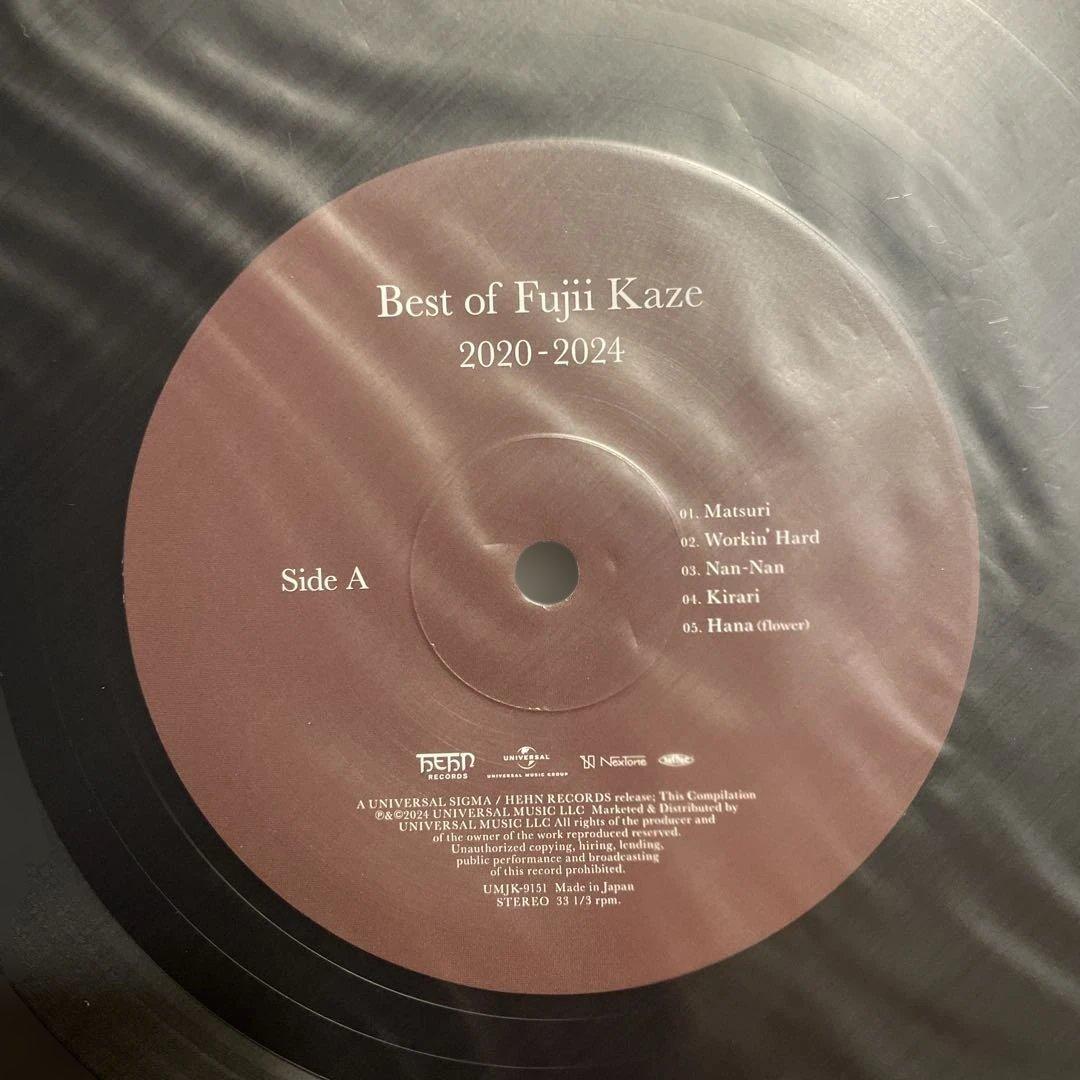 Best of Fujii Kaze
2020-2024
Side A
01. Matsuri
02. Workin' Hard
03. Nan-Nan
04. Kirari
05. Hana (flower)
HEHN
RECORDS
UNIVERSAL
UNIVERSAL MUSIC GROUP
NexTone
A UNIVERSAL SIGMA / HEHN RECORDS release; This Compilation
℗&©2024 UNIVERSAL MUSIC LLC Marketed & Distributed by
UNIVERSAL MUSIC LLC All rights of the producer and
of the owner of the work reproduced reserved.
Unauthorized copying, hiring, lending,
public performance and broadcasting
of this record prohibited.
UMJK-9151 Made in Japan
STEREO 33 1/3 rpm.